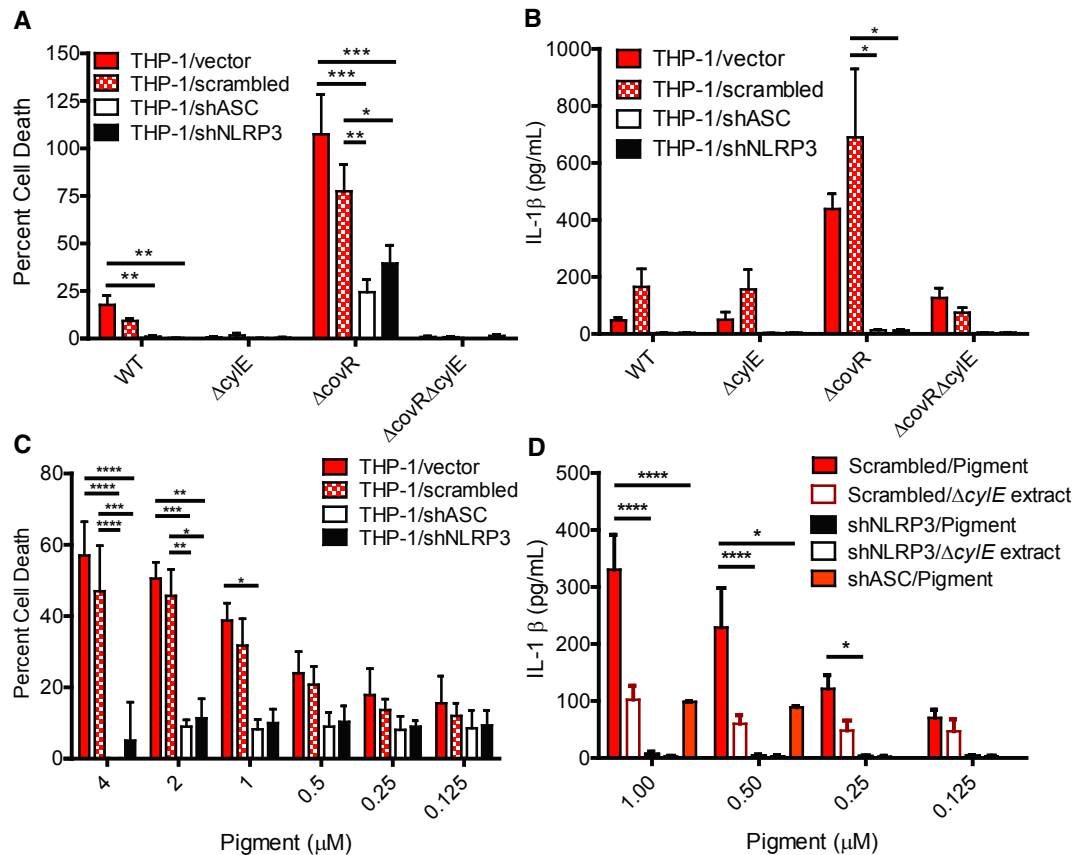 A
Percent Cell Death
150
125
100
75
50
25
0
THP-1/vector
THP-1/scrambled
THP-1/shASC
THP-1/shNLRP3
***
***
*
**
**
**
WT
ΔcylE
ΔcovR
ΔcovRΔcylE
B
IL-1β (pg/mL)
1000
800
600
400
200
0
THP-1/vector
THP-1/scrambled
THP-1/shASC
THP-1/shNLRP3
*
*
WT
ΔcylE
ΔcovR
ΔcovRΔcylE
C
Percent Cell Death
80
60
40
20
0
THP-1/vector
THP-1/scrambled
THP-1/shASC
THP-1/shNLRP3
****
****
***
****
**
***
*
**
*
4
2
1
0.5
0.25
0.125
Pigment (μM)
D
IL-1 β (pg/mL)
500
400
300
200
100
0
Scrambled/Pigment
Scrambled/ΔcylE extract
shNLRP3/Pigment
shNLRP3/ΔcylE extract
shASC/Pigment
****
****
*
****
*
1.00
0.50
0.25
0.125
Pigment (μM)